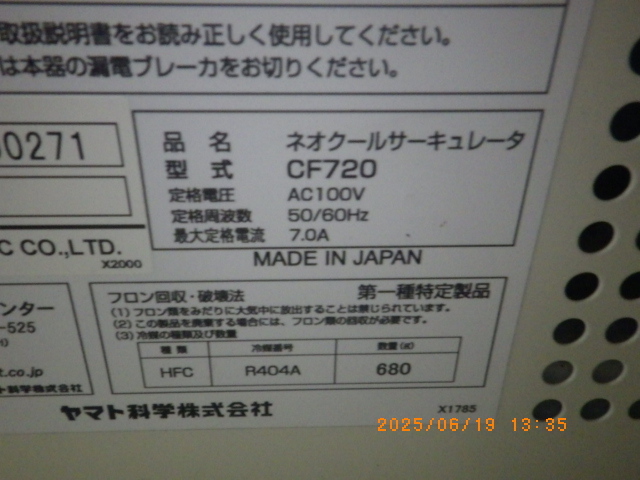 取扱説明書をお読み正しく使用してください。
は本器の漏電ブレーカをお切りください。
0271
品名 ネオクールサーキュレータ
型式 CF720
定格電圧 AC100V
定格周波数 50/60Hz
最大定格電流 7.0A
C CO.,LTD.
X2000
MADE IN JAPAN
ンター
-525
t.co.jp
科学株式会社
フロン回収・破壊法 第一種特定製品
(1) フロン類をみだりに大気中に放出することは禁じられています。
(2) この製品を廃棄する場合には、フロン類の回収が必要です。
(3) 冷媒の種類及び数量
種類 冷媒番号 数量(g)
HFC R404A 680
ヤマト科学株式会社
X1785
2025/06/19 13:35